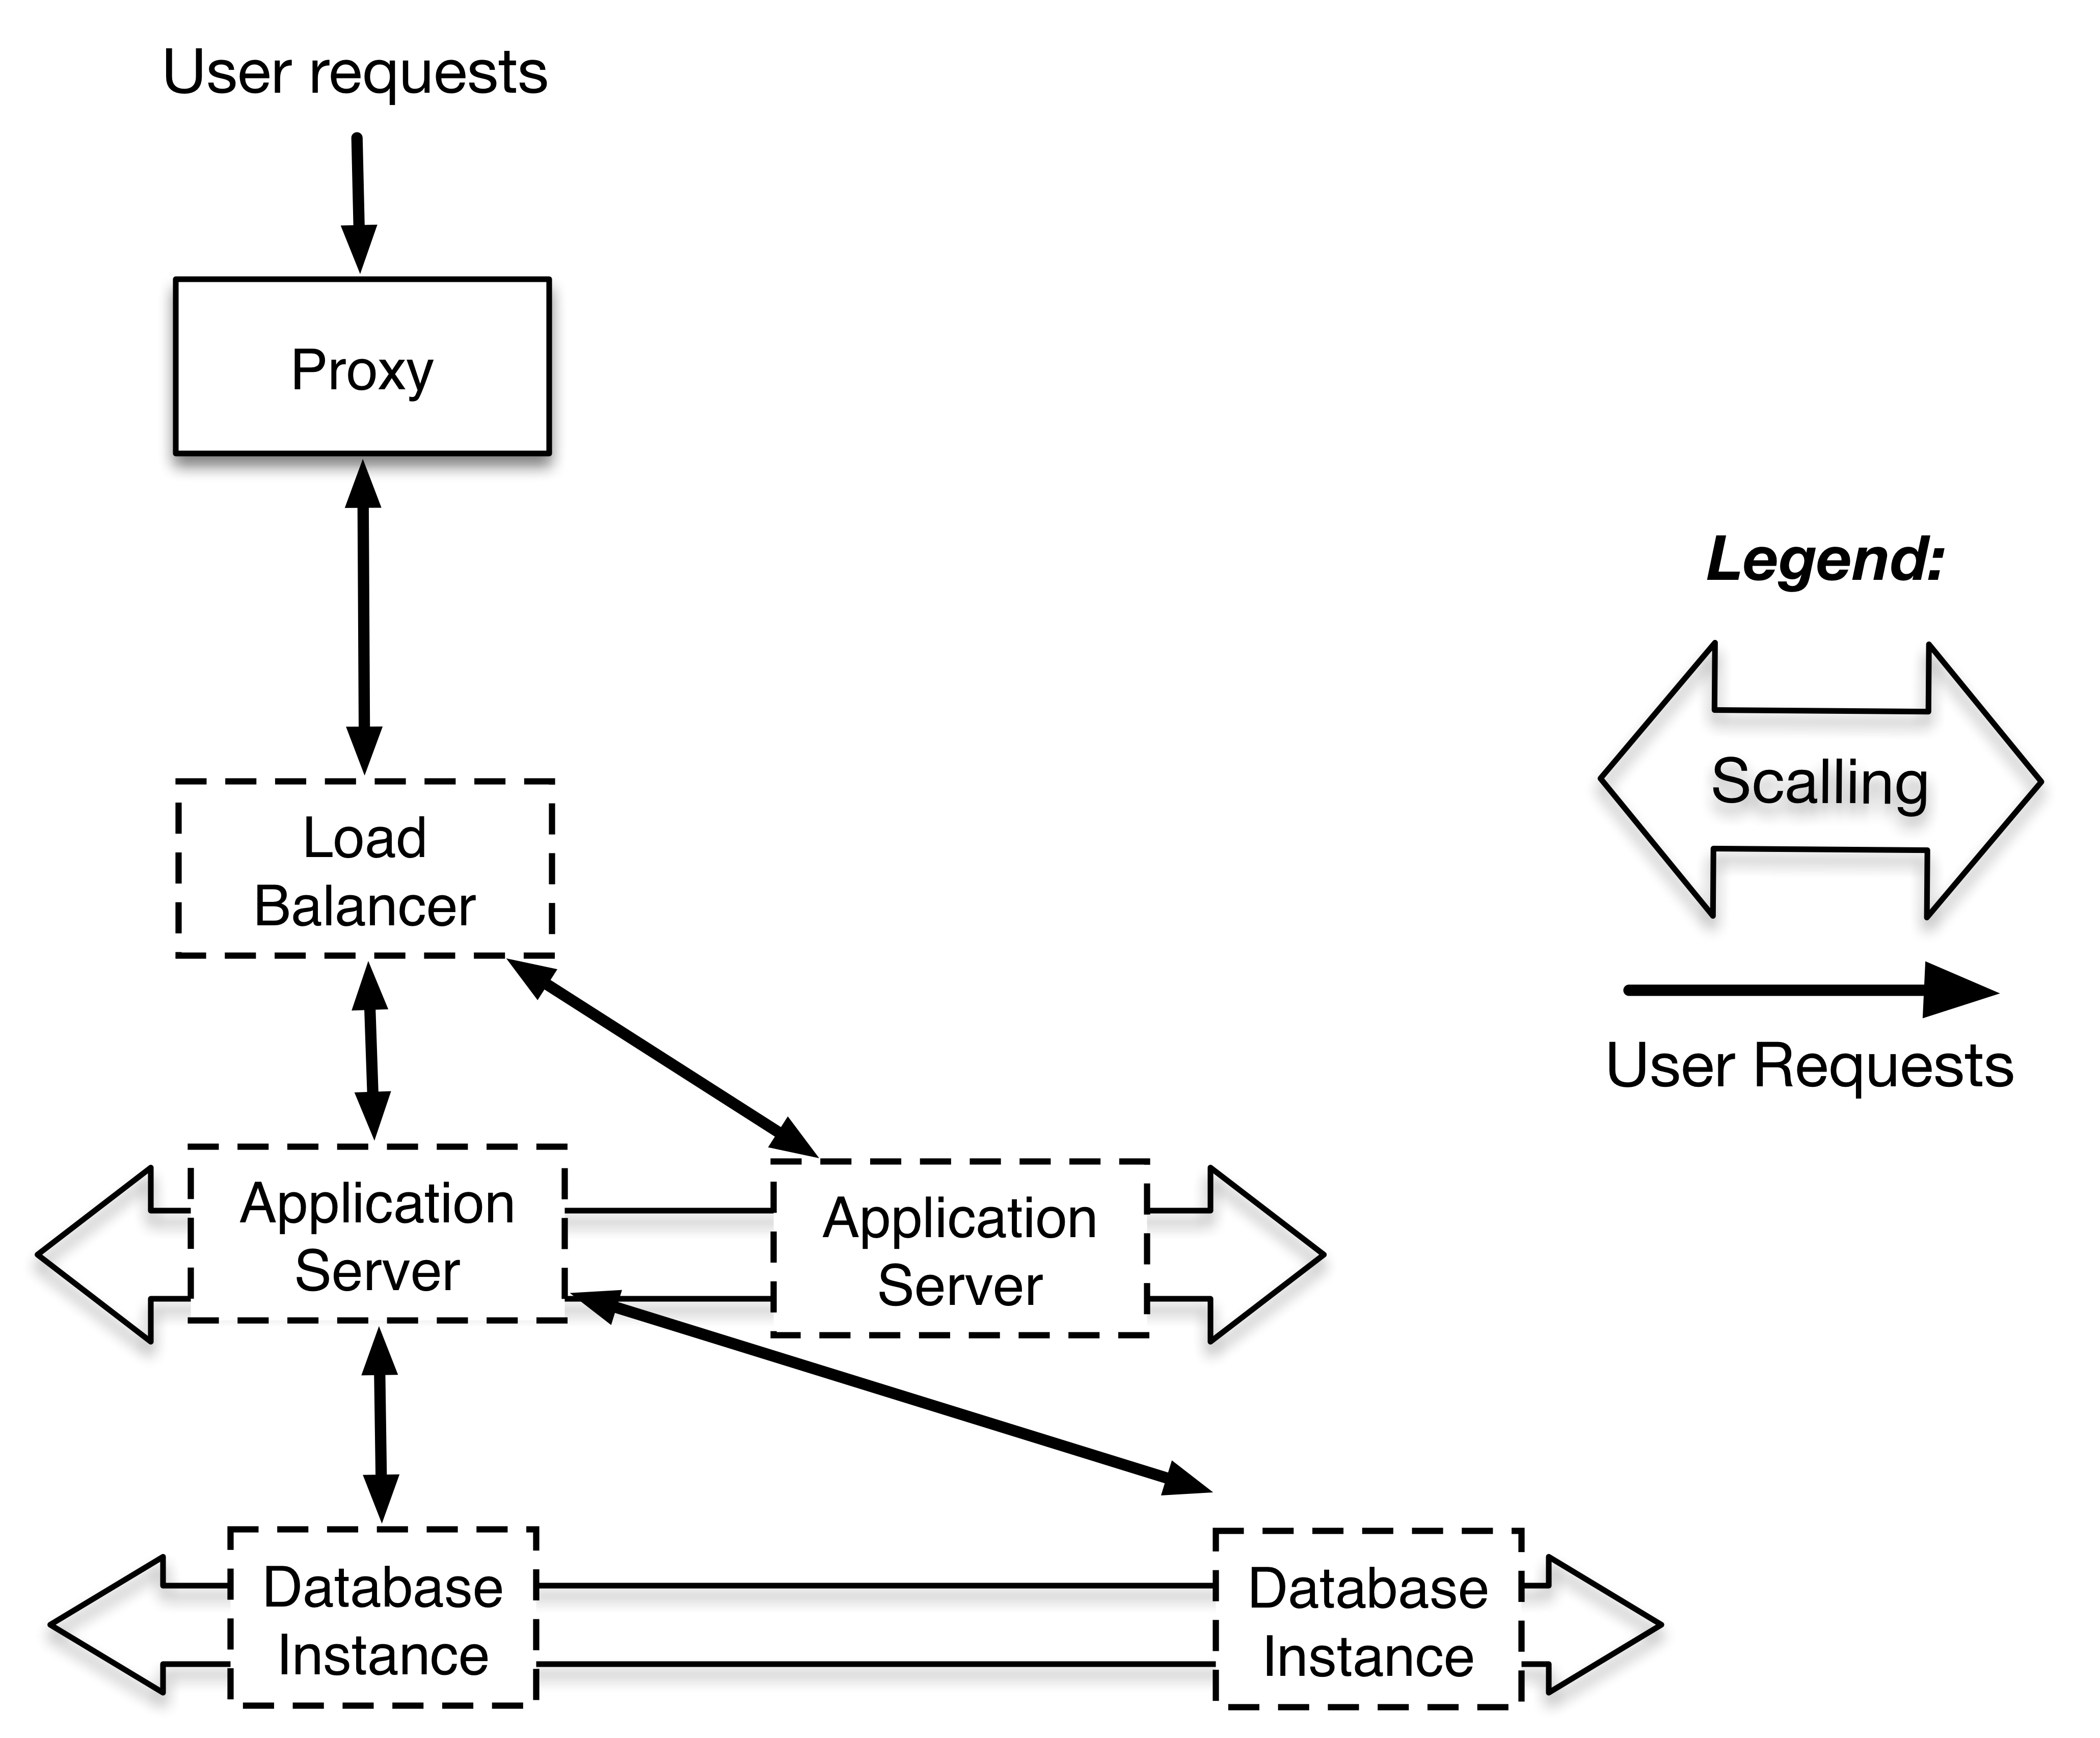 User requests
Proxy
Load
Balancer
Application
Server
Application
Server
Database
Instance
Database
Instance
Legend:
Scalling
User Requests